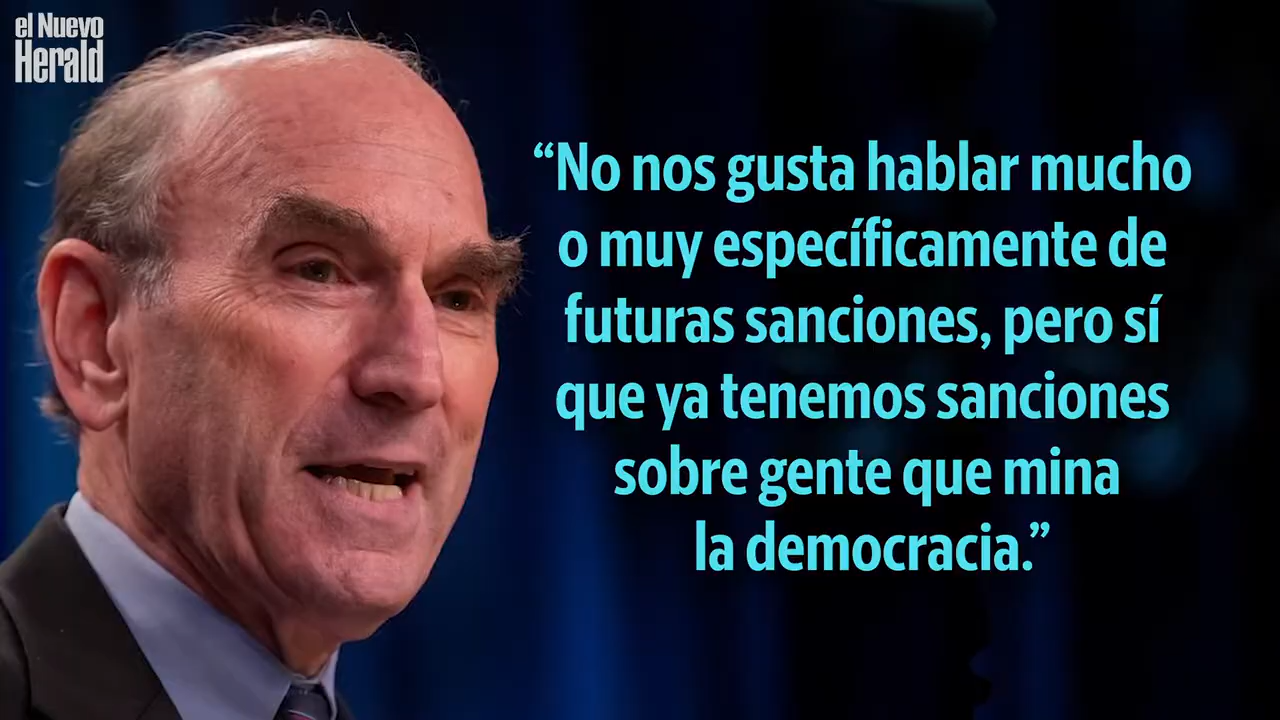 el Nuevo
Herald
“No nos gusta hablar mucho
o muy específicamente de
futuras sanciones, pero sí
que ya tenemos sanciones
sobre gente que mina
la democracia.”